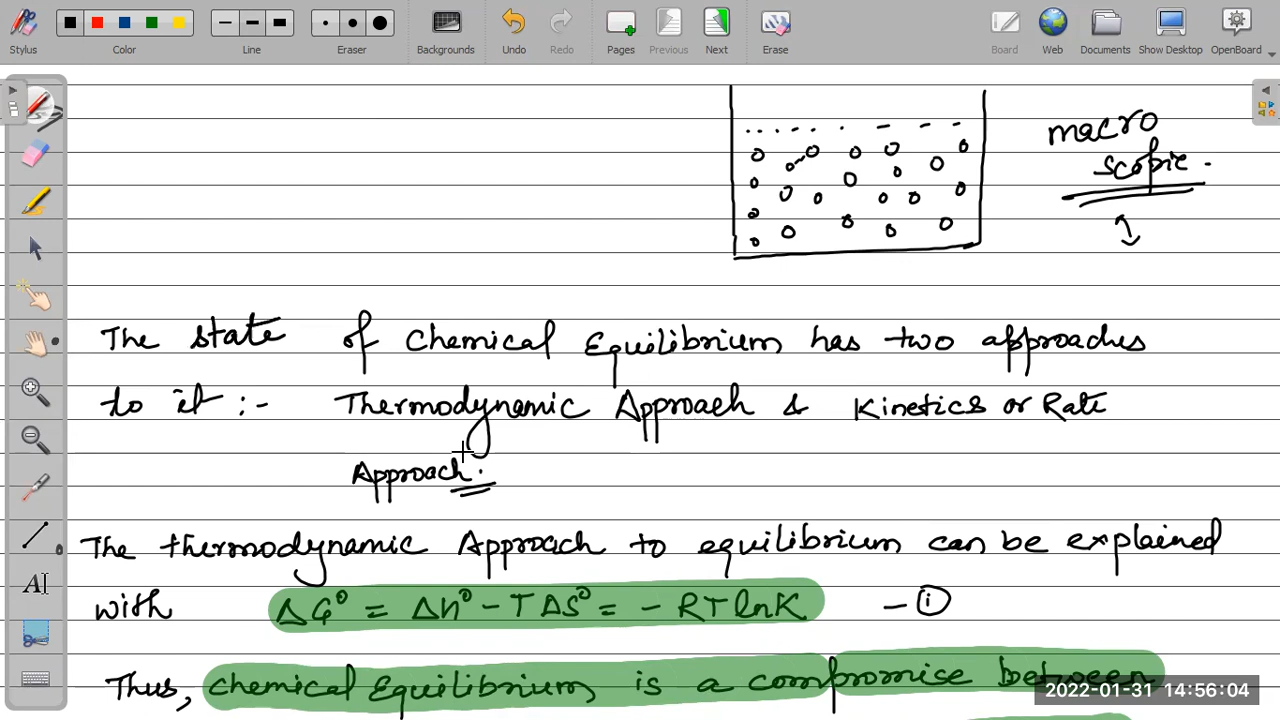 Stylus
Color
Line
Eraser
Backgrounds
Undo
Redo
Pages
Previous
Next
Erase
Board
Web
Documents
Show Desktop
OpenBoard
macro
scopic.
The state of Chemical Equilibrium has two approaches
to it :- Thermodynamic Approach & Kinetics or Rate
Approach.
The thermodynamic Approach to equilibrium can be explained
with ΔG° = ΔH° - TΔS° = - RT ln K - ①
Thus, chemical Equilibrium is a compromise between
2022-01-31 14:56:04